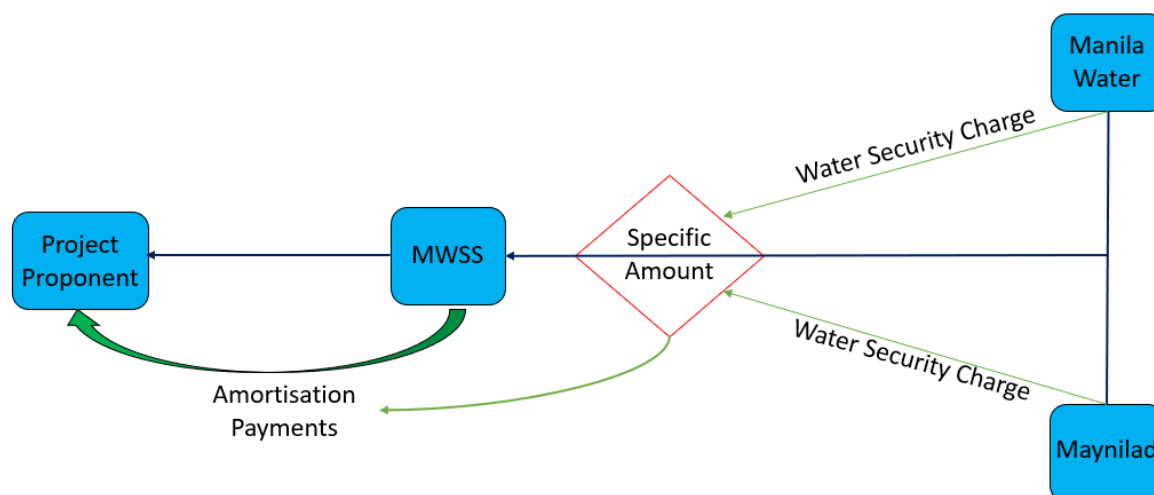 Manila
Water
Water Security Charge
Specific
Amount
Project
Proponent
MWSS
Water Security Charge
Amortisation
Payments
Maynilad